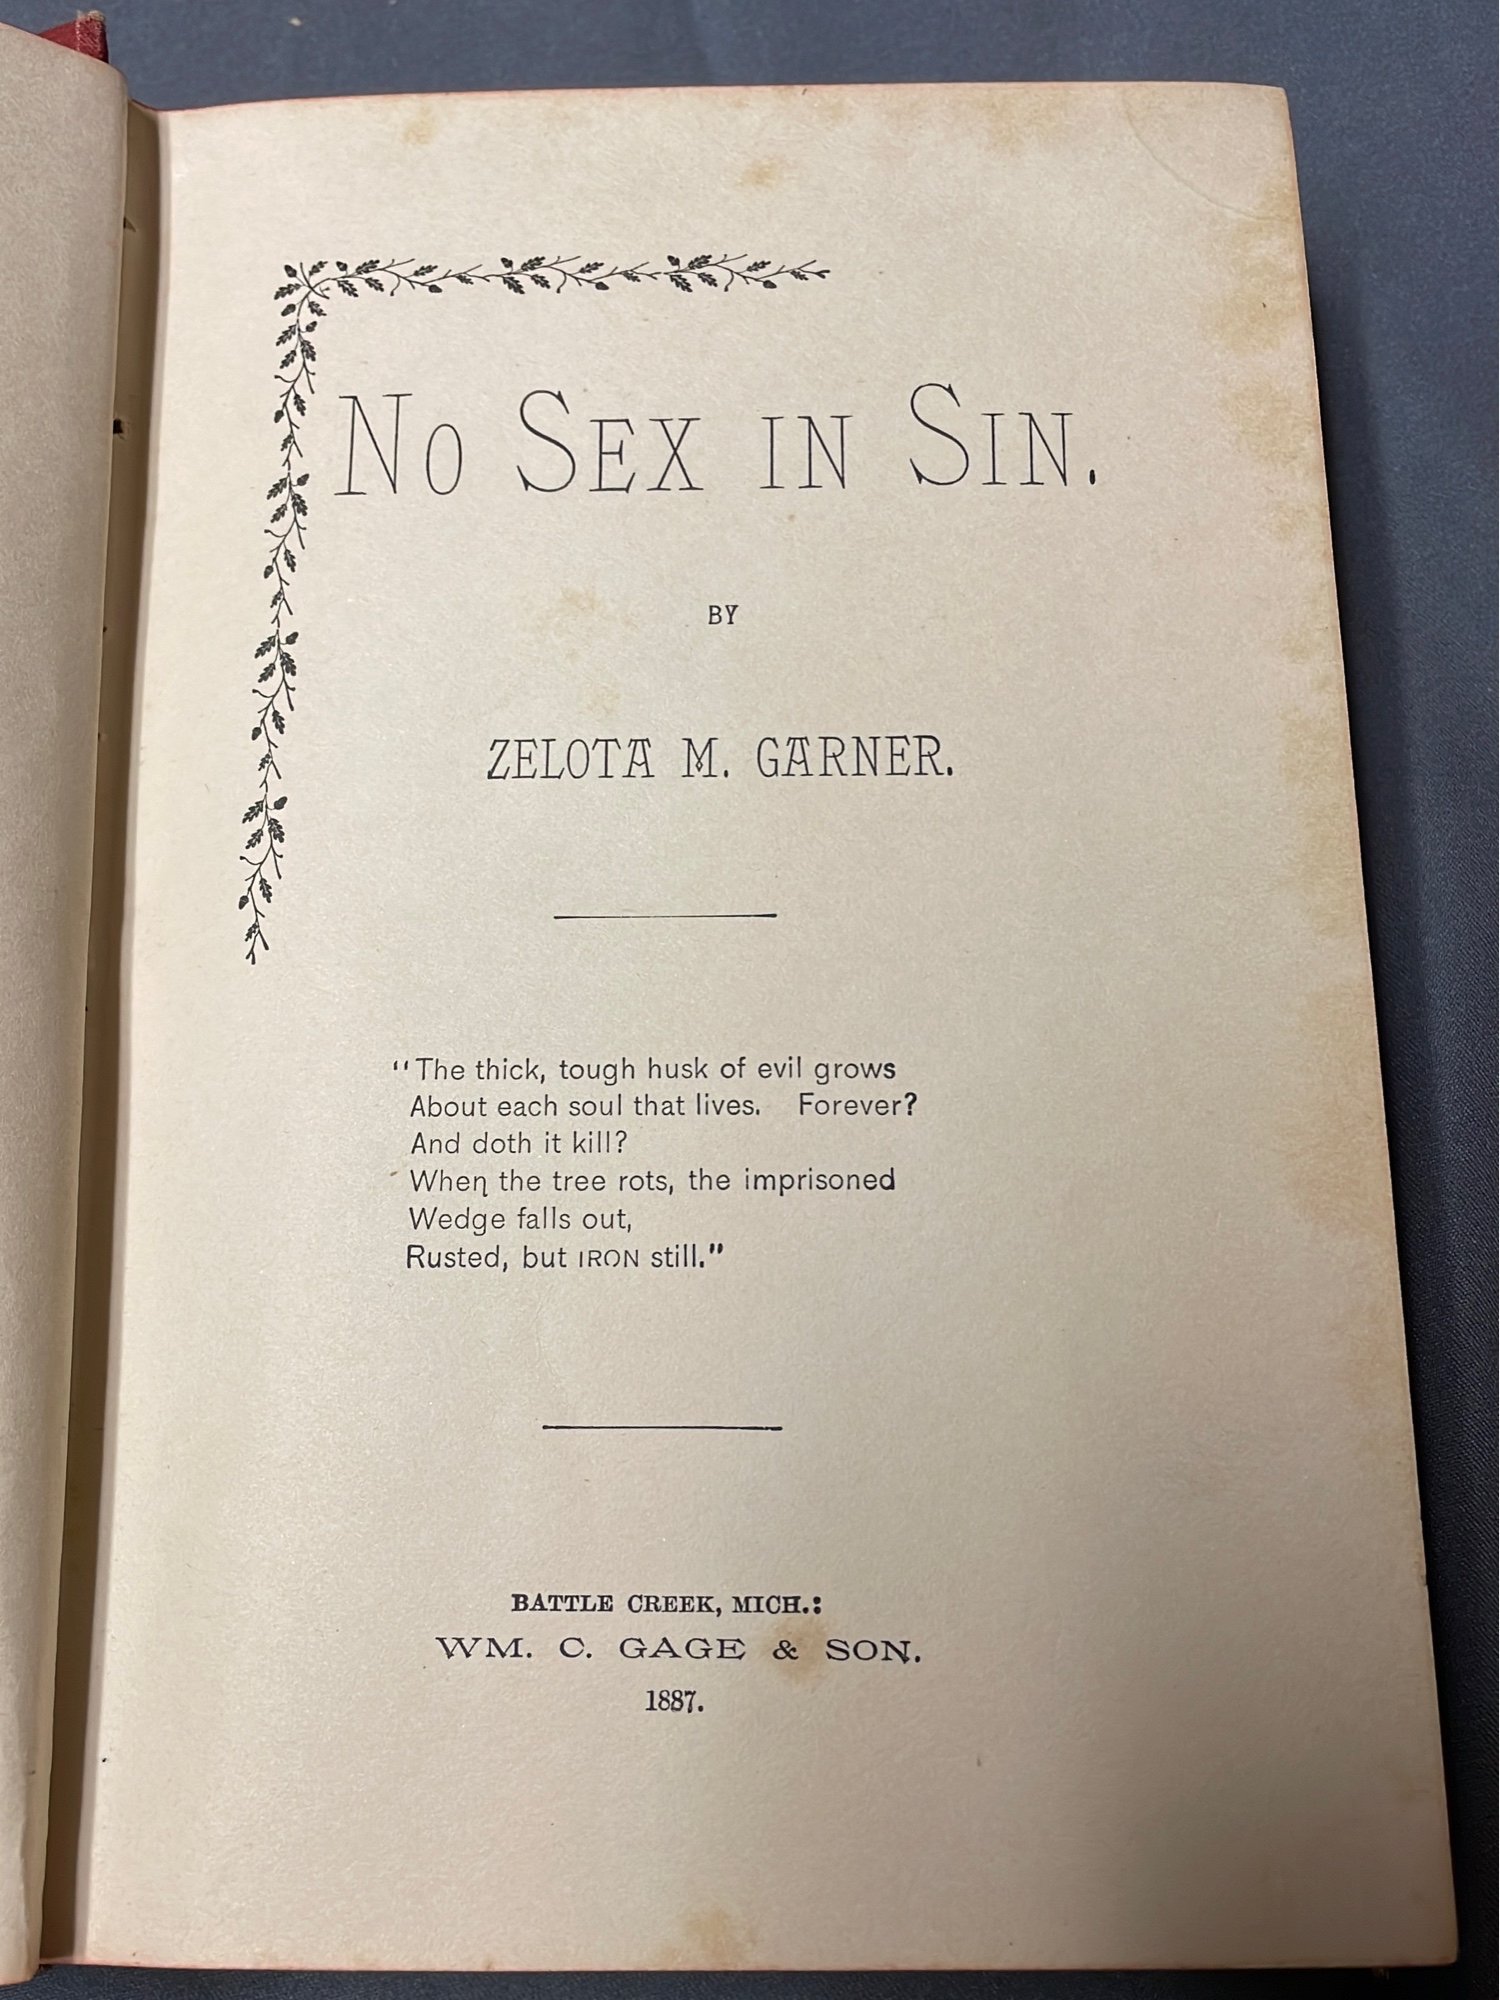 No Sex in Sin.
BY
ZELOTA M. GARNER.
"The thick, tough husk of evil grows
About each soul that lives. Forever?
And doth it kill?
When the tree rots, the imprisoned
Wedge falls out,
Rusted, but IRON still."
BATTLE CREEK, MICH.:
WM. C. GAGE & SON.
1887.